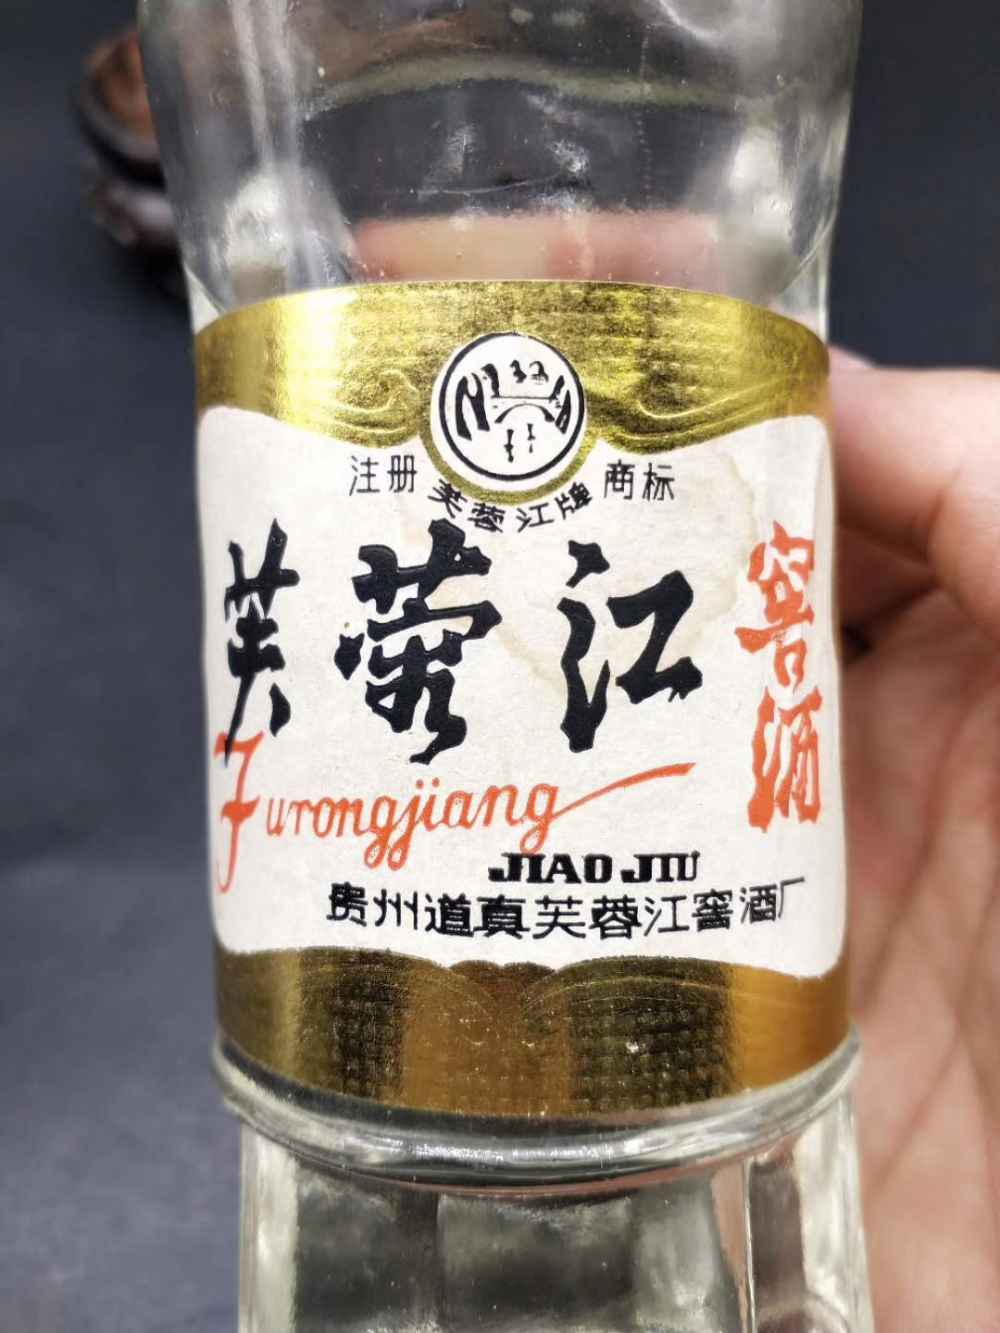 注册 商标
芙蓉江牌
芙蓉江
窖酒
Furongjiang
JIAO JIU
贵州道真芙蓉江窖酒厂